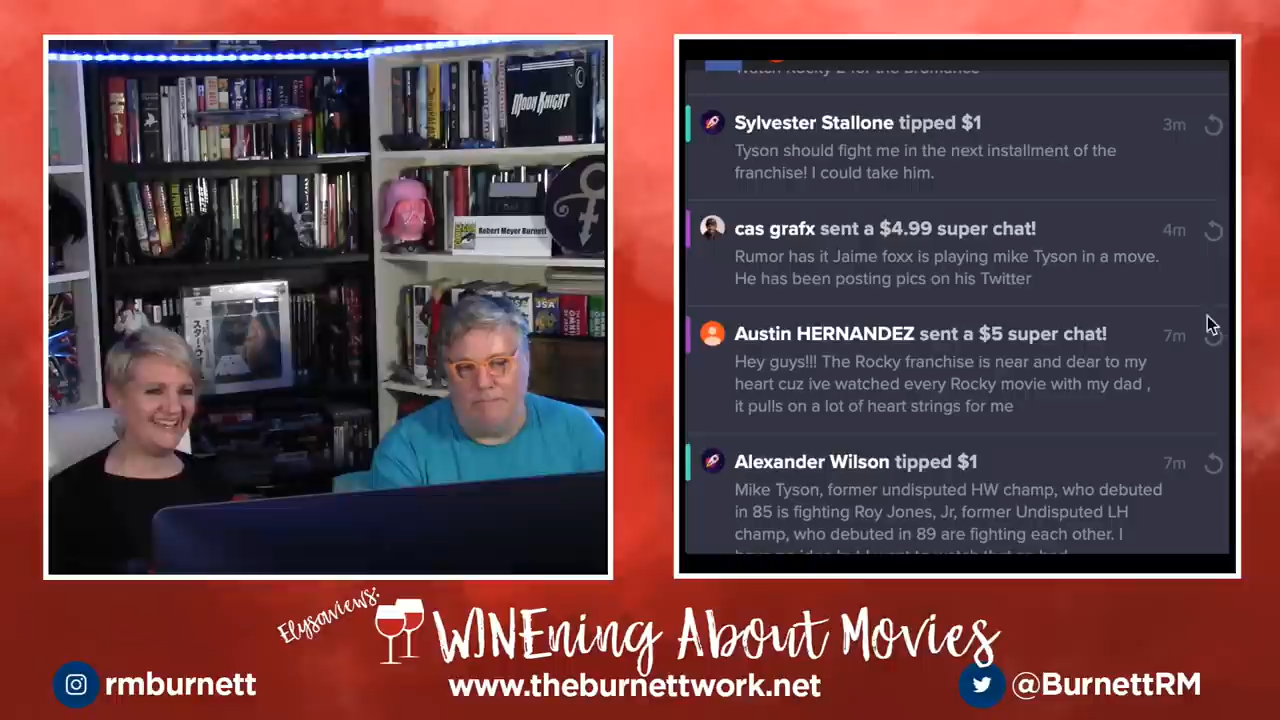 MOON KNIGHT
Robert Meyer Burnett
スター・ウォ
Sylvester Stallone tipped $1
3m
Tyson should fight me in the next installment of the
franchise! I could take him.
cas grafx sent a $4.99 super chat!
4m
Rumor has it Jaime foxx is playing mike Tyson in a move.
He has been posting pics on his Twitter
Austin HERNANDEZ sent a $5 super chat!
7m
Hey guys!!! The Rocky franchise is near and dear to my
heart cuz ive watched every Rocky movie with my dad ,
it pulls on a lot of heart strings for me
Alexander Wilson tipped $1
7m
Mike Tyson, former undisputed HW champ, who debuted
in 85 is fighting Roy Jones, Jr, former Undisputed LH
champ, who debuted in 89 are fighting each other. I
Elysaviews:
WINEning About Movies
rmburnett
www.theburnettwork.net
@BurnettRM